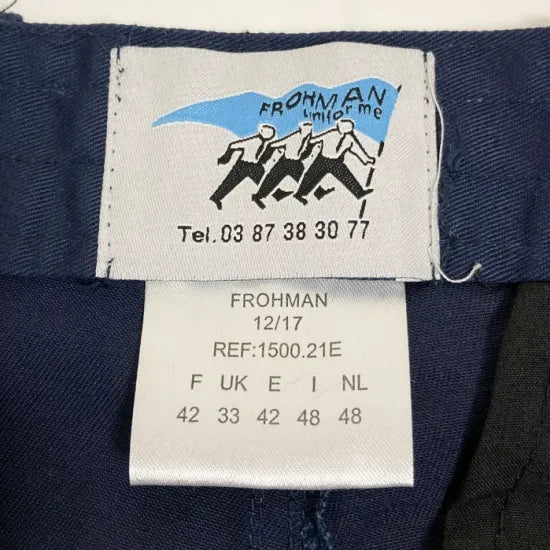 FROHMAN
uniforme
Tel. 03 87 38 30 77
FROHMAN
12/17
REF:1500.21E
F UK E I NL
42 33 42 48 48